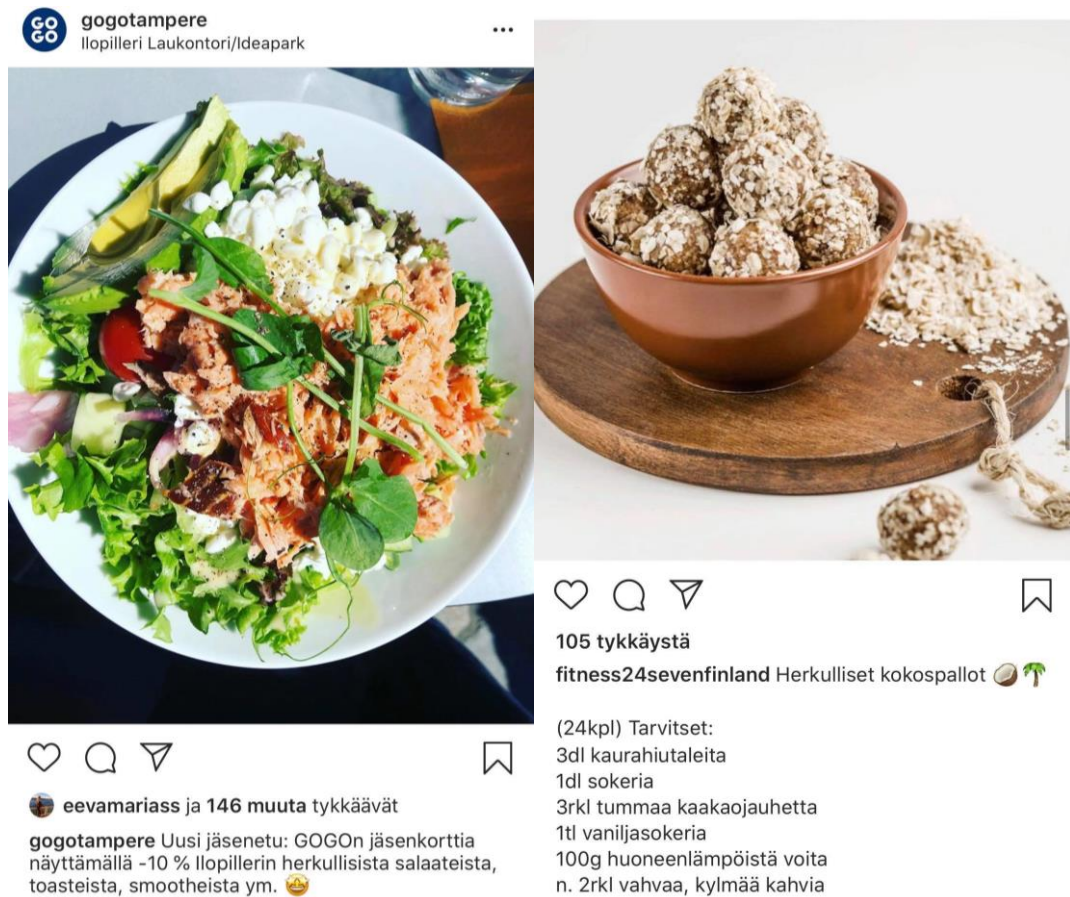 GO
GO
gogotampere
Ilopilleri Laukontori/Ideapark
eevamariass ja 146 muuta tykkäävät
gogotampere Uusi jäsenetu: GOGOn jäsenkorttia
näyttämällä -10 % Ilopillerin herkullisista salaateista,
toasteista, smootheista ym. 🤩
105 tykkäystä
fitness24sevenfinland Herkulliset kokospallot 🥥🌴
(24kpl) Tarvitset:
3dl kaurahiutaleita
1dl sokeria
3rkl tummaa kaakaojauhetta
1tl vaniljasokeria
100g huoneenlämpöistä voita
n. 2rkl vahvaa, kylmää kahvia